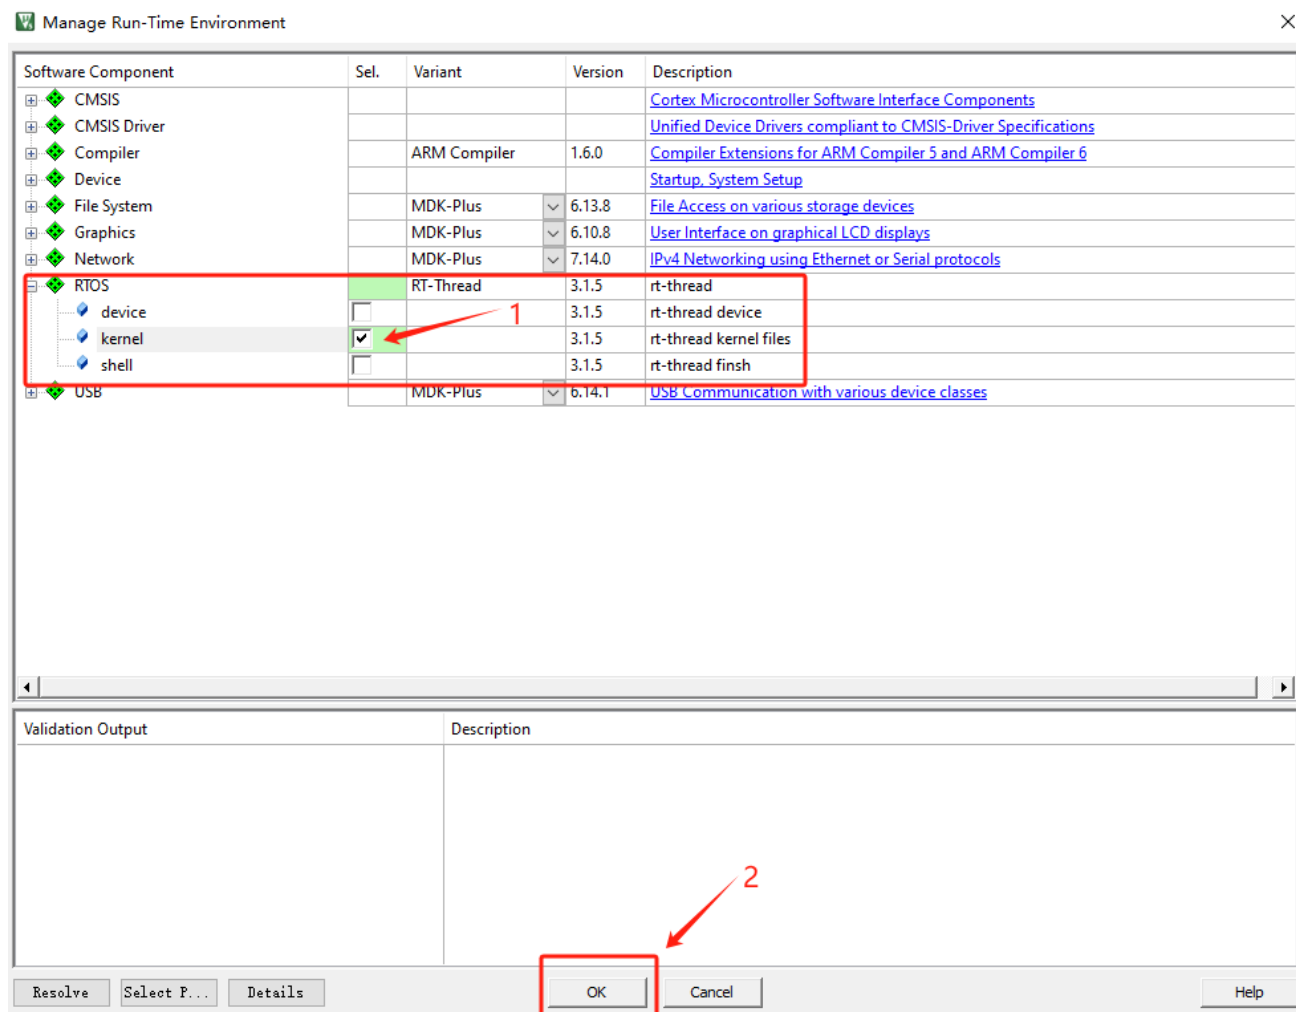 Manage Run-Time Environment
Software Component Sel. Variant Version Description
CMSIS Cortex Microcontroller Software Interface Components
CMSIS Driver Unified Device Drivers compliant to CMSIS-Driver Specifications
Compiler ARM Compiler 1.6.0 Compiler Extensions for ARM Compiler 5 and ARM Compiler 6
Device Startup, System Setup
File System MDK-Plus 6.13.8 File Access on various storage devices
Graphics MDK-Plus 6.10.8 User Interface on graphical LCD displays
Network MDK-Plus 7.14.0 IPv4 Networking using Ethernet or Serial protocols
RTOS RT-Thread 3.1.5 rt-thread
device 1 3.1.5 rt-thread device
kernel 3.1.5 rt-thread kernel files
shell 3.1.5 rt-thread finsh
USB MDK-Plus 6.14.1 USB Communication with various device classes
Validation Output Description
2
Resolve Select P... Details OK Cancel Help